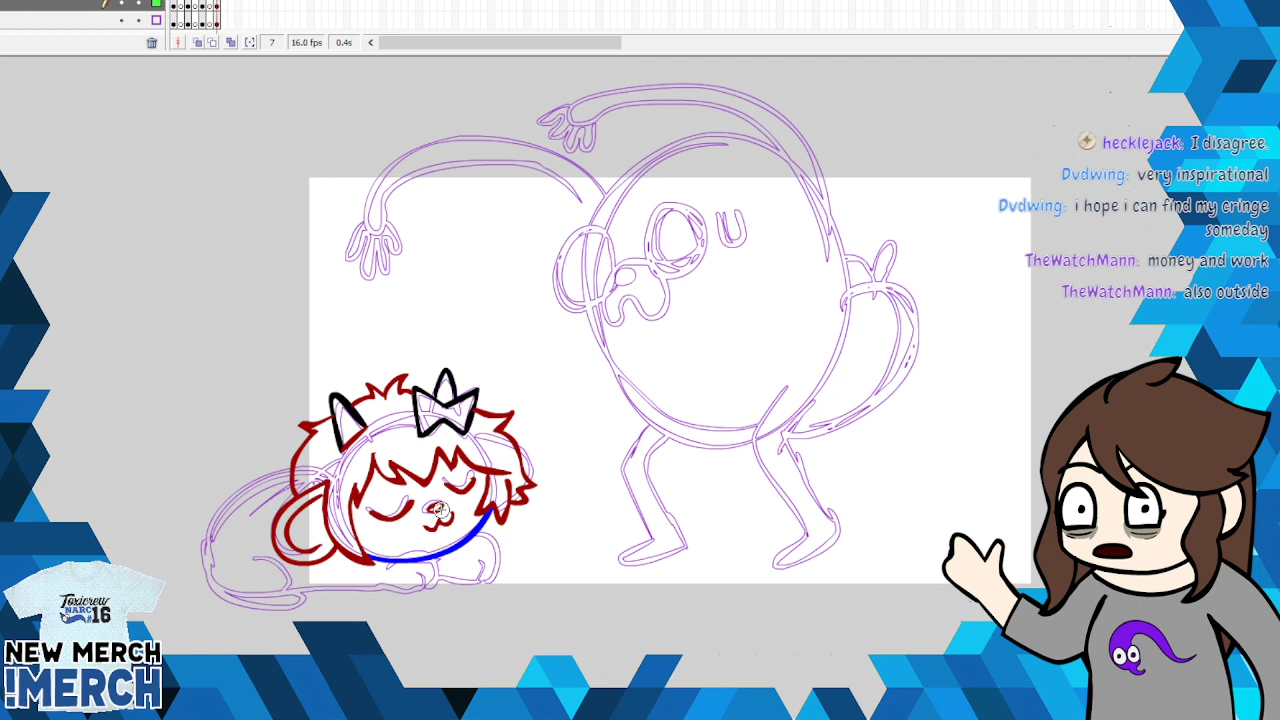 7 16.0 fps 0.4s
hecklejack: I disagree.
Dvdwing: very inspirational
Dvdwing: i hope i can find my cringe
someday
TheWatchMann: money and work
TheWatchMann: also outside
Toxicrew
NARC
#16
NEW MERCH
!MERCH